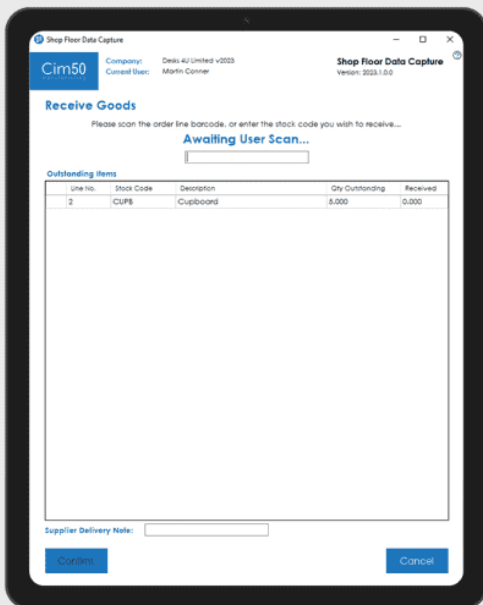 Shop Floor Data Capture
Cim50
Company: Desks 4U Limited v2023
Current User: Martin Conner
Shop Floor Data Capture
Version: 2023.1.0.0
Receive Goods
Please scan the order line barcode, or enter the stock code you wish to receive...
Awaiting User Scan...
Outstanding Items
Line No. Stock Code Description Qty Outstanding Received
2 CUPB Cupboard 5.000 0.000
Supplier Delivery Note:
Confirm Cancel